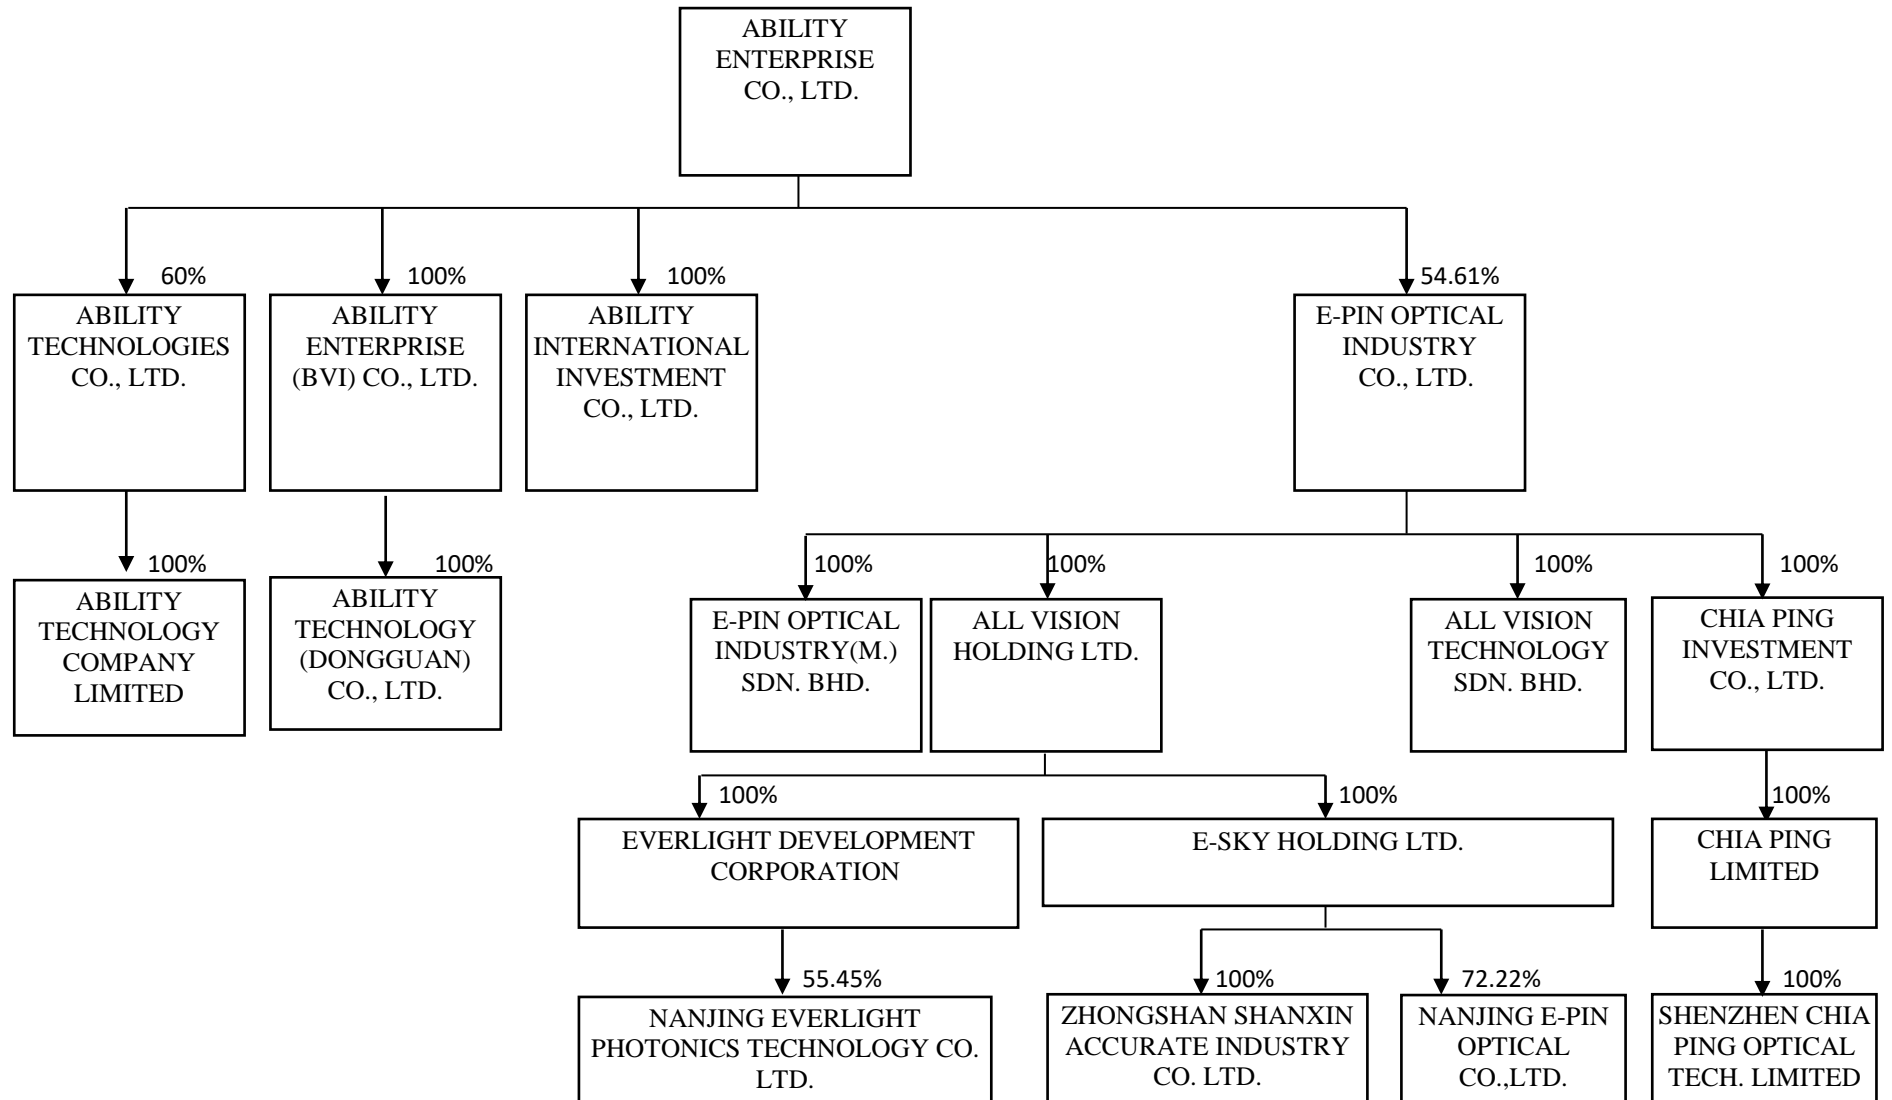 ABILITY
ENTERPRISE
CO., LTD.
60%
100%
100%
54.61%
ABILITY
TECHNOLOGIES
CO., LTD.
ABILITY
ENTERPRISE
(BVI) CO., LTD.
ABILITY
INTERNATIONAL
INVESTMENT
CO., LTD.
E-PIN OPTICAL
INDUSTRY
CO., LTD.
100%
100%
100%
100%
100%
100%
ABILITY
TECHNOLOGY
COMPANY
LIMITED
ABILITY
TECHNOLOGY
(DONGGUAN)
CO., LTD.
E-PIN OPTICAL
INDUSTRY(M.)
SDN. BHD.
ALL VISION
HOLDING LTD.
ALL VISION
TECHNOLOGY
SDN. BHD.
CHIA PING
INVESTMENT
CO., LTD.
100%
100%
100%
EVERLIGHT DEVELOPMENT
CORPORATION
E-SKY HOLDING LTD.
CHIA PING
LIMITED
55.45%
100%
72.22%
100%
NANJING EVERLIGHT
PHOTONICS TECHNOLOGY CO.
LTD.
ZHONGSHAN SHANXIN
ACCURATE INDUSTRY
CO. LTD.
NANJING E-PIN
OPTICAL
CO.,LTD.
SHENZHEN CHIA
PING OPTICAL
TECH. LIMITED